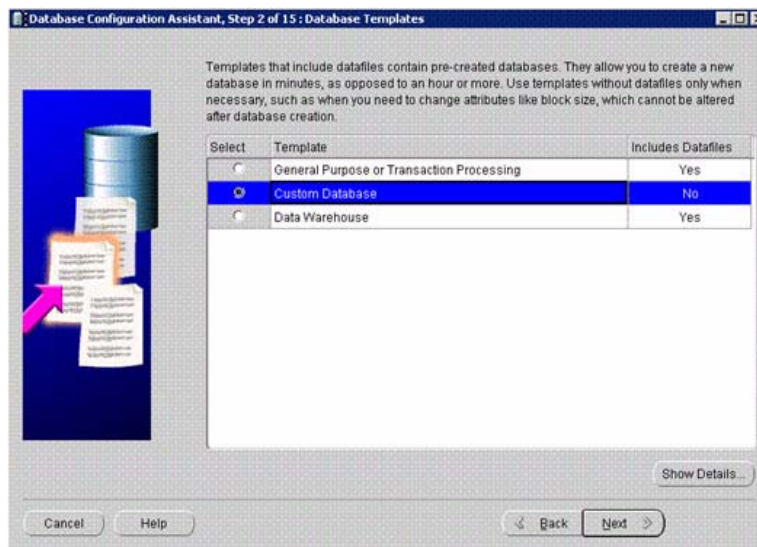 Database Configuration Assistant, Step 2 of 15 : Database Templates
Templates that include datafiles contain pre-created databases. They allow you to create a new
database in minutes, as opposed to an hour or more. Use templates without datafiles only when
necessary, such as when you need to change attributes like block size, which cannot be altered
after database creation.
Select Template Includes Datafiles
General Purpose or Transaction Processing Yes
Custom Database No
Data Warehouse Yes
Show Details...
Cancel Help Back Next